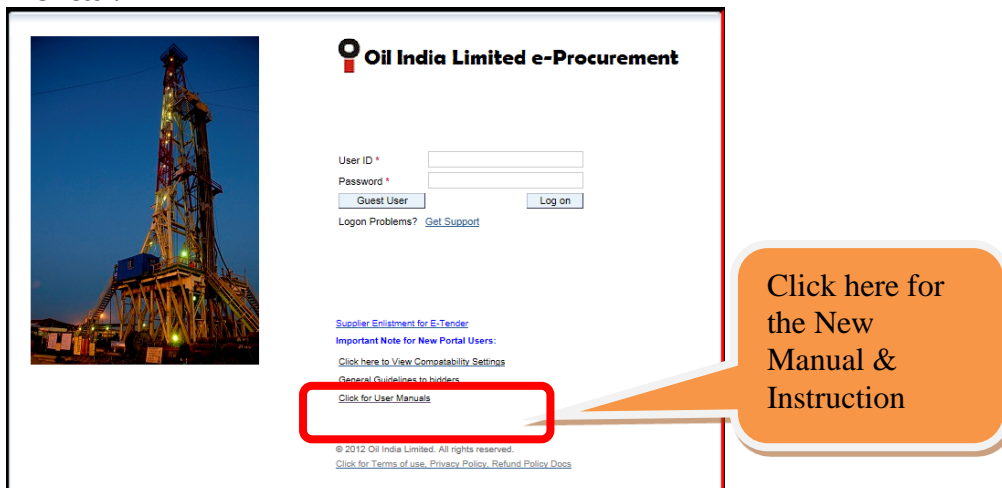 Oil India Limited e-Procurement
User ID *
Password *
Guest User
Log on
Logon Problems? Get Support
Supplier Enlistment for E-Tender
Important Note for New Portal Users:
Click here to View Compatability Settings
General Guidelines to bidders
Click for User Manuals
© 2012 Oil India Limited. All rights reserved.
Click for Terms of use, Privacy Policy, Refund Policy Docs
Click here for
the New
Manual &
Instruction